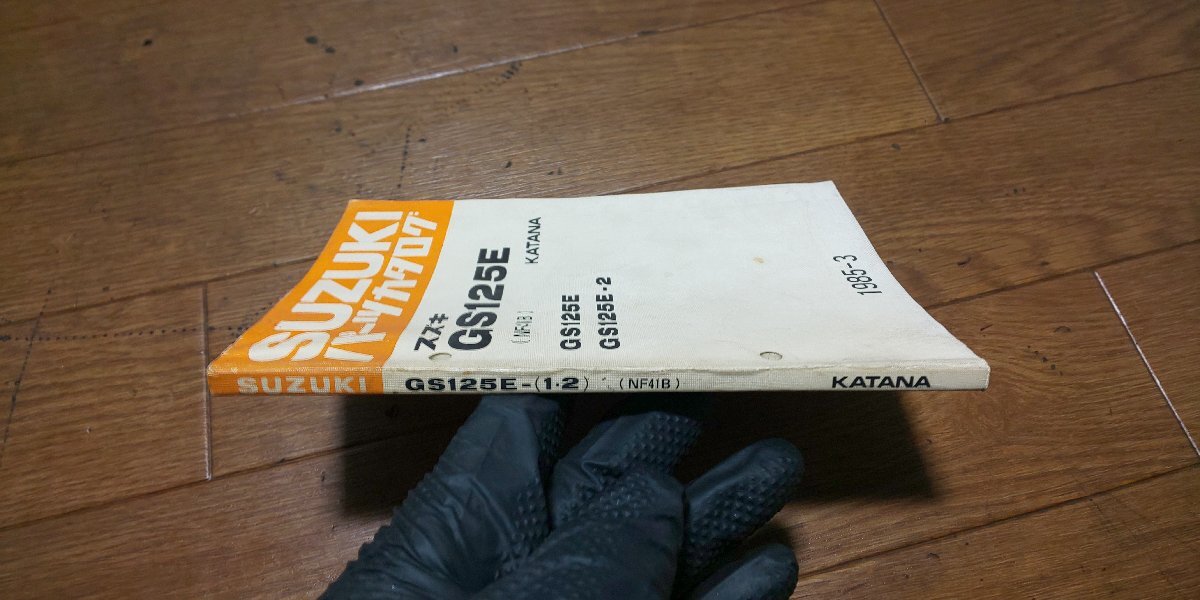 SUZUKI
パーツカタログ
スズキ
GS125E
KATANA
(NF41B)
GS125E
GS125E-2
1985-3
SUZUKI GS125E-(1·2) (NF41B) KATANA